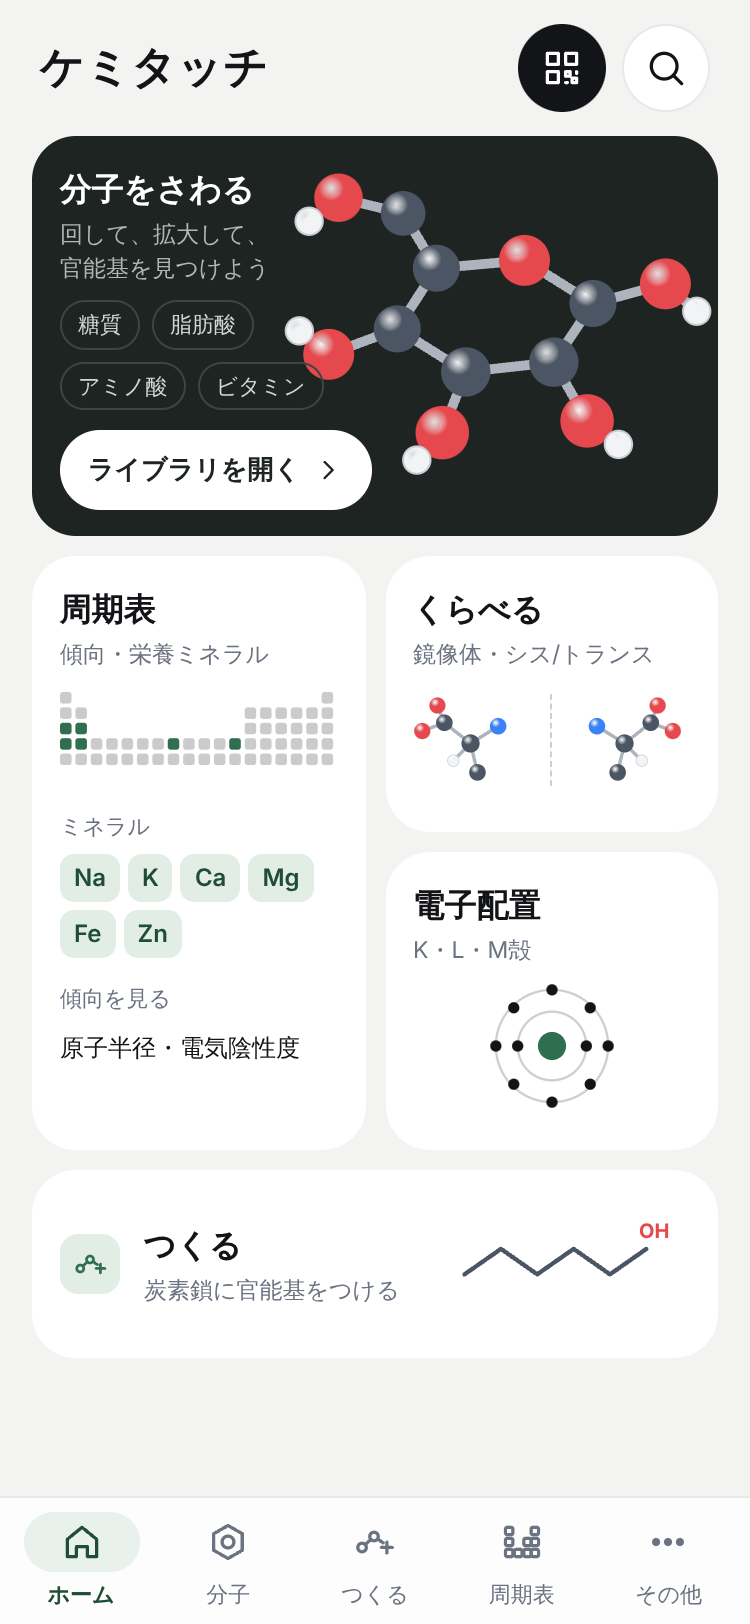 ケミタッチ
分子をさわる
回して、拡大して、
官能基を見つけよう
糖質
脂肪酸
アミノ酸
ビタミン
ライブラリを開く
周期表
傾向・栄養ミネラル
ミネラル
Na
K
Ca
Mg
Fe
Zn
傾向を見る
原子半径・電気陰性度
くらべる
鏡像体・シス/トランス
電子配置
K・L・M殻
つくる
炭素鎖に官能基をつける
OH
ホーム
分子
つくる
周期表
その他